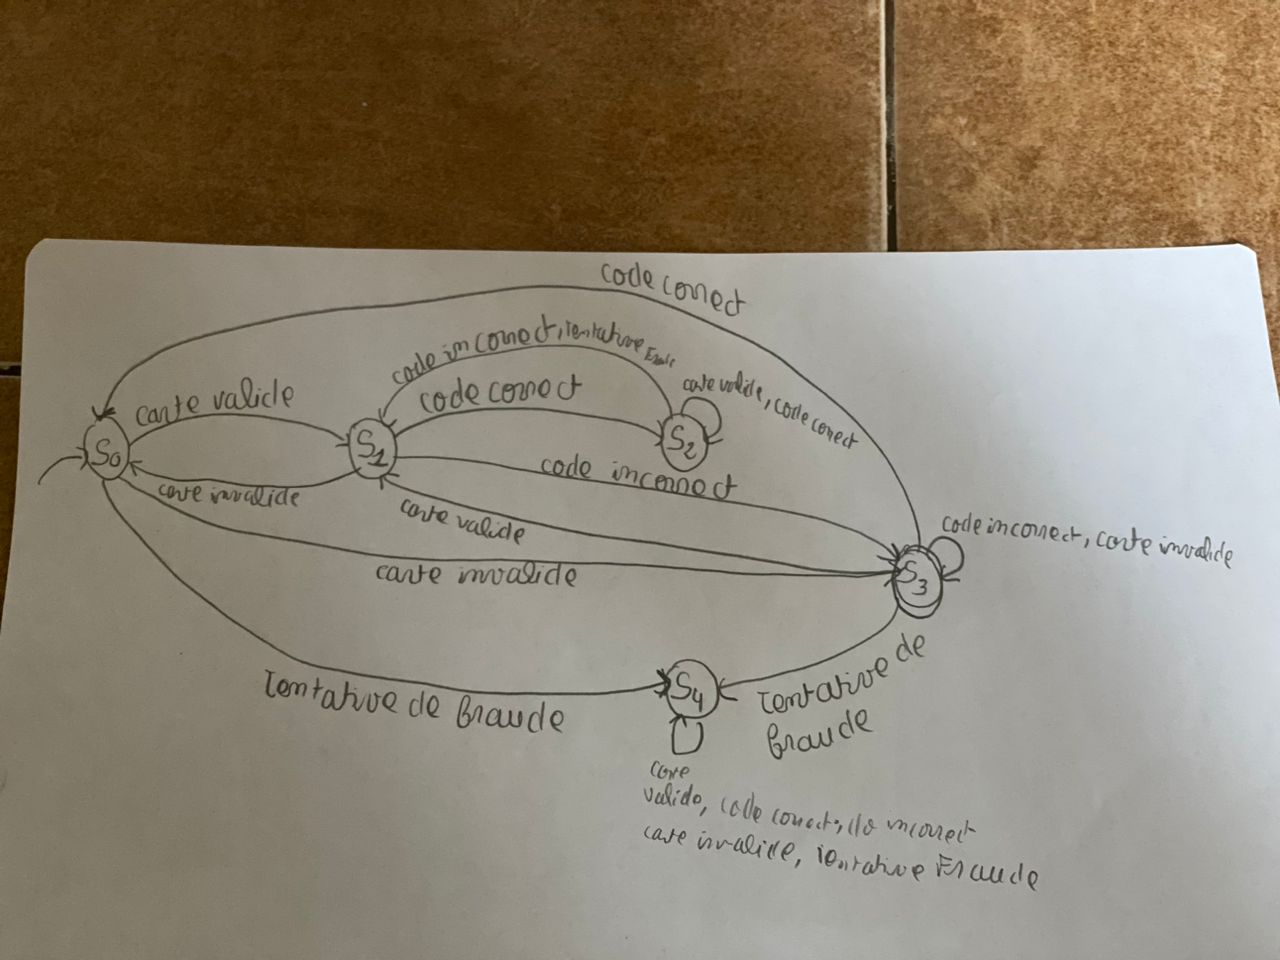 code correct
code incorrect, tentative
carte valide, code correct
carte valide
code correct
S0
S1
S2
code incorrect
carte invalide
carte valide
code incorrect, carte invalide
carte invalide
S3
Tentative de fraude
S4
Tentative de
fraude
carte
valide, code correct, incorrect
carte invalide, tentative Fraude